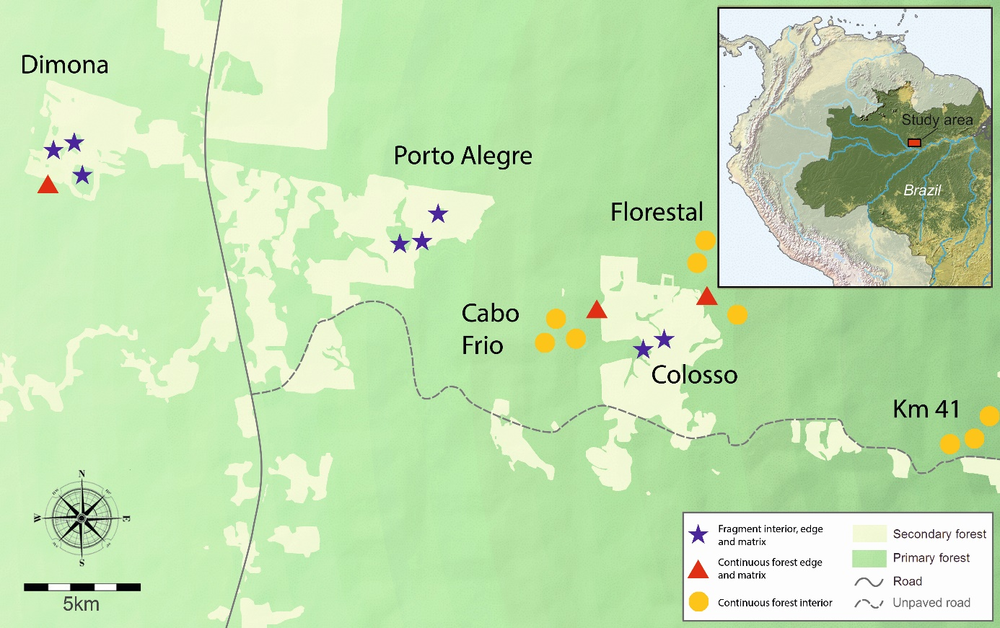 Dimona
Porto Alegre
Florestal
Cabo
Frio
Colosso
Km 41
Study area
Brazil
N
W
E
S
5km
Fragment interior, edge
and matrix
Continuous forest edge
and matrix
Continuous forest interior
Secondary forest
Primary forest
Road
Unpaved road